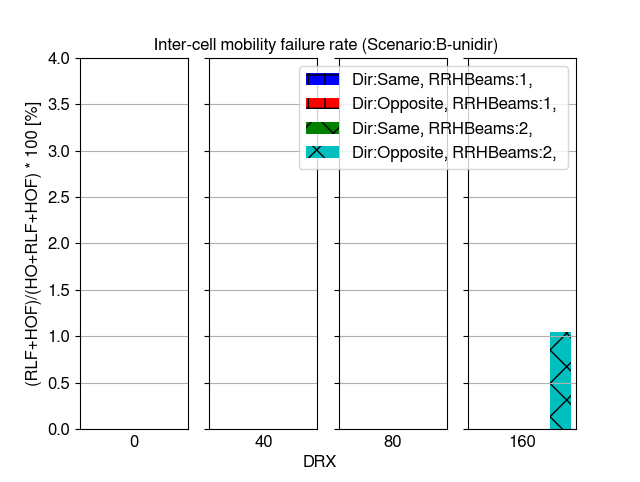 Inter-cell mobility failure rate (Scenario:B-unidir)
(RLF+HOF)/(HO+RLF+HOF) * 100 [%]
4.0
3.5
3.0
2.5
2.0
1.5
1.0
0.5
0.0
Dir:Same, RRHBeams:1,
Dir:Opposite, RRHBeams:1,
Dir:Same, RRHBeams:2,
Dir:Opposite, RRHBeams:2,
0 40 80 160
DRX